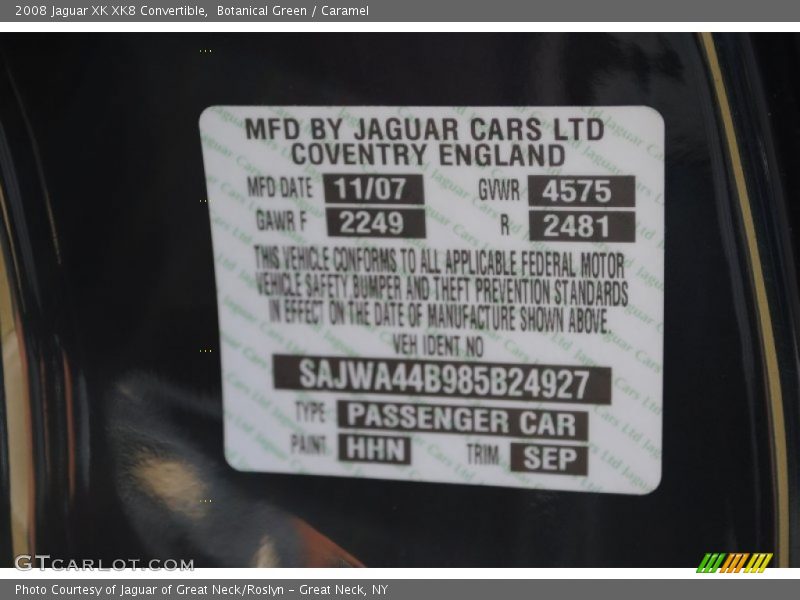 2008 Jaguar XK XK8 Convertible, Botanical Green / Caramel
MFD BY JAGUAR CARS LTD
COVENTRY ENGLAND
MFD DATE 11/07 GVWR 4575
GAWR F 2249 R 2481
THIS VEHICLE CONFORMS TO ALL APPLICABLE FEDERAL MOTOR
VEHICLE SAFETY BUMPER AND THEFT PREVENTION STANDARDS
IN EFFECT ON THE DATE OF MANUFACTURE SHOWN ABOVE.
VEH IDENT NO
SAJWA44B985B24927
TYPE PASSENGER CAR
PAINT HHN TRIM SEP
GTCARLOT.COM
Photo Courtesy of Jaguar of Great Neck/Roslyn - Great Neck, NY